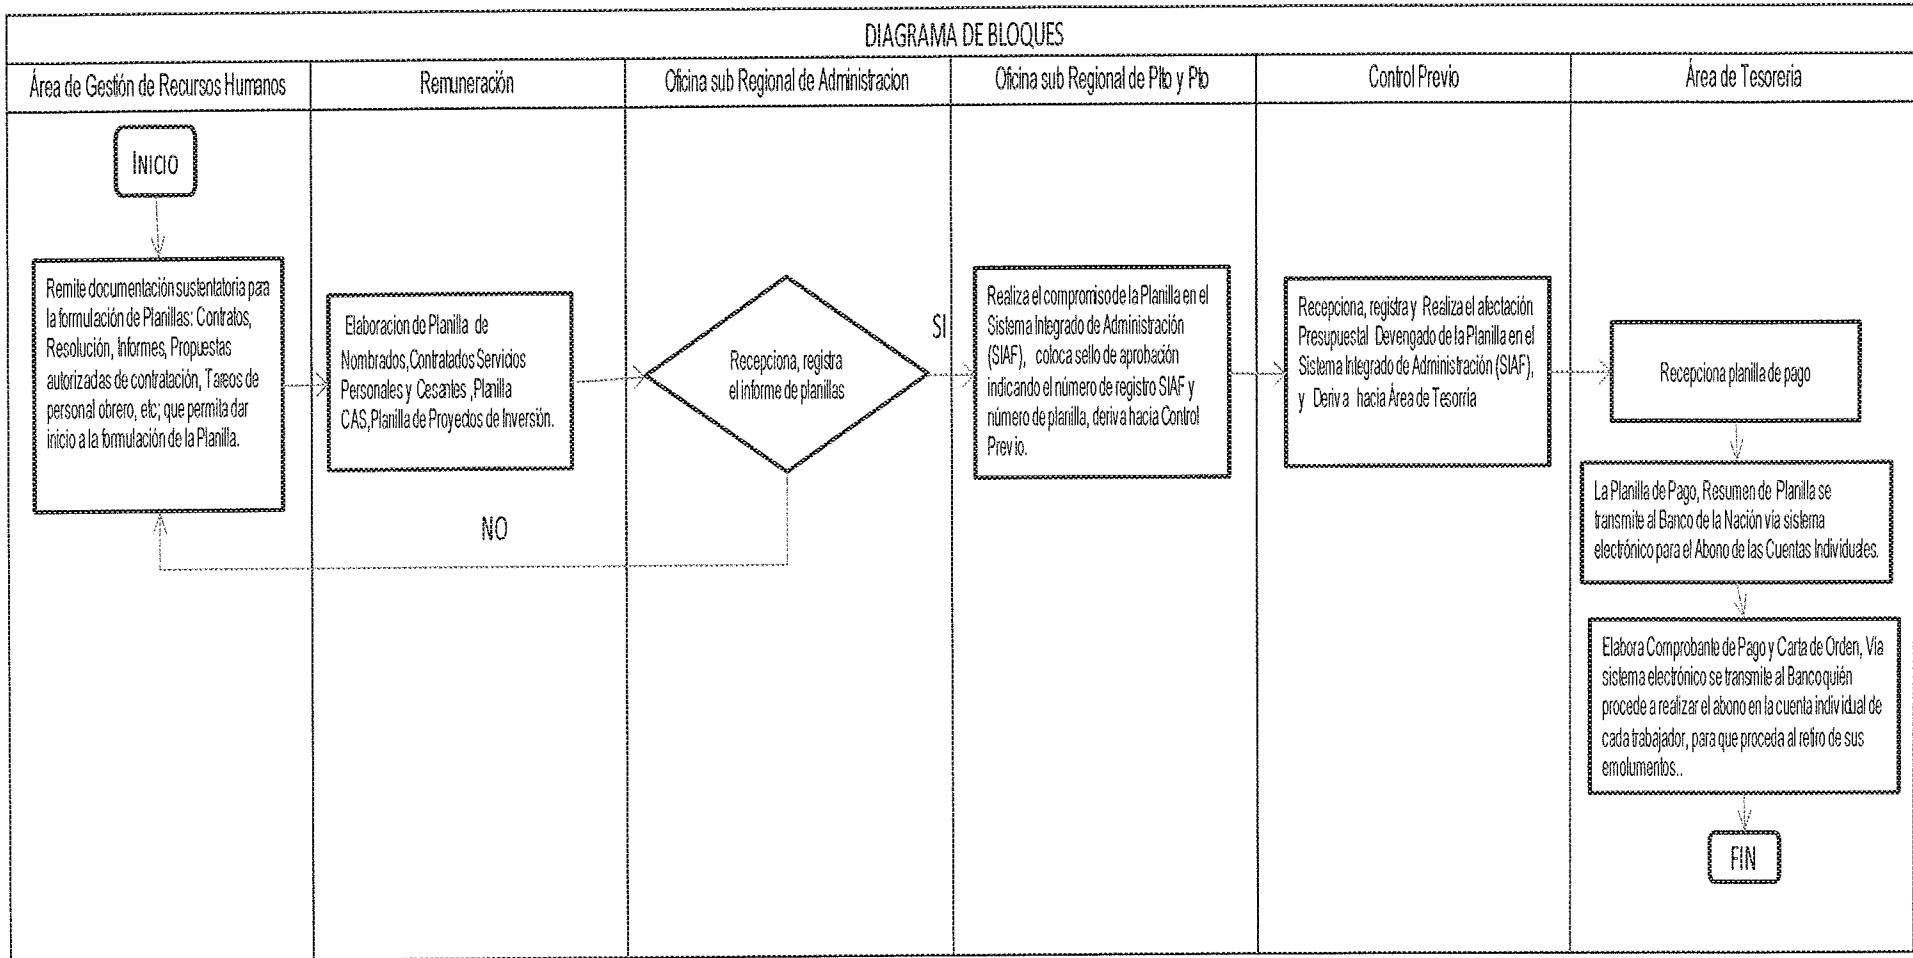 DIAGRAMA DE BLOQUES
Área de Gestión de Recursos Humanos
Remuneración
Oficina sub Regional de Administracion
Oficina sub Regional de Plto y Pto
Control Previo
Área de Tesoreria
INICIO
Remite documentación sustentatoria para
la formulación de Planillas: Contratos,
Resolución, Informes, Propuestas
autorizadas de contratación, Tareos de
personal obrero, etc; que permita dar
inicio a la formulación de la Planilla.
Elaboracion de Planilla de
Nombrados,Contratados Servicios
Personales y Cesantes ,Planilla
CAS,Planilla de Proyectos de Inversión.
Recepciona, registra
el informe de planillas
SI
NO
Realiza el compromiso de la Planilla en el
Sistema Integrado de Administración
(SIAF), coloca sello de aprobación
indicando el número de registro SIAF y
número de planilla, deriva hacia Control
Previo.
Recepciona, registra y Realiza el afectación
Presupuestal Devengado de la Planilla en el
Sistema Integrado de Administración (SIAF),
y Deriva hacia Área de Tesorría
Recepciona planilla de pago
La Planilla de Pago, Resumen de Planilla se
transmite al Banco de la Nación vía sistema
electrónico para el Abono de las Cuentas Individuales.
Elabora Comprobante de Pago y Carta de Orden, Vía
sistema electrónico se transmite al Banco quién
procede a realizar el abono en la cuenta individual de
cada trabajador, para que proceda al retiro de sus
emolumentos..
FIN